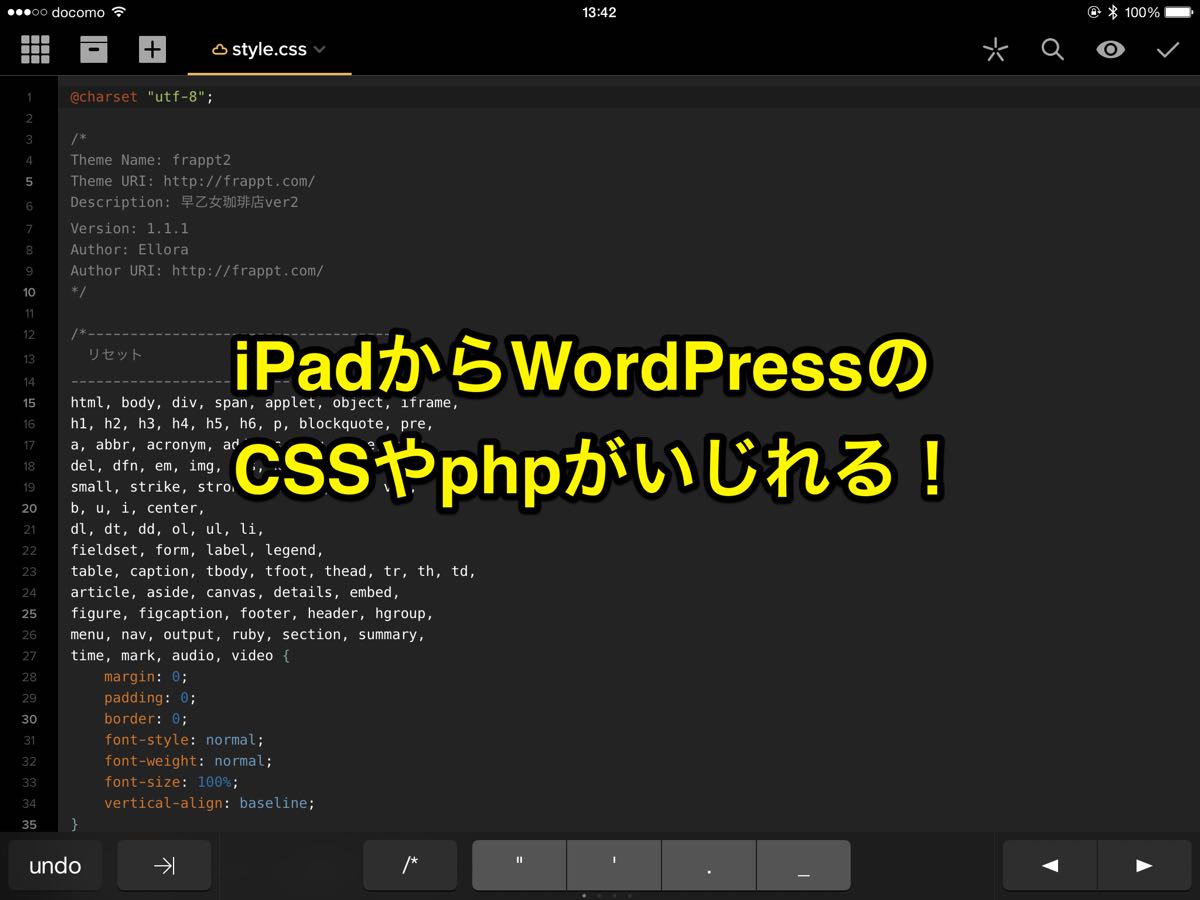 docomo 13:42 100%
style.css
1 @charset "utf-8";
2
3 /*
4 Theme Name: frappt2
5 Theme URI: http://frappt.com/
6 Description: 早乙女珈琲店ver2
7 Version: 1.1.1
8 Author: Ellora
9 Author URI: http://frappt.com/
10 */
11
12 /*------------------------------------
13 リセット
14 ------------------------------------
iPadからWordPressの
15 html, body, div, span, applet, object, iframe,
16 h1, h2, h3, h4, h5, h6, p, blockquote, pre,
17 a, abbr, acronym,
CSSやphpがいじれる！
18 del, dfn, em, img,
19 small, strike,
20 b, u, i, center,
21 dl, dt, dd, ol, ul, li,
22 fieldset, form, label, legend,
23 table, caption, tbody, tfoot, thead, tr, th, td,
24 article, aside, canvas, details, embed,
25 figure, figcaption, footer, header, hgroup,
26 menu, nav, output, ruby, section, summary,
27 time, mark, audio, video {
28 margin: 0;
29 padding: 0;
30 border: 0;
31 font-style: normal;
32 font-weight: normal;
33 font-size: 100%;
34 vertical-align: baseline;
35 }
undo /* " ' . _